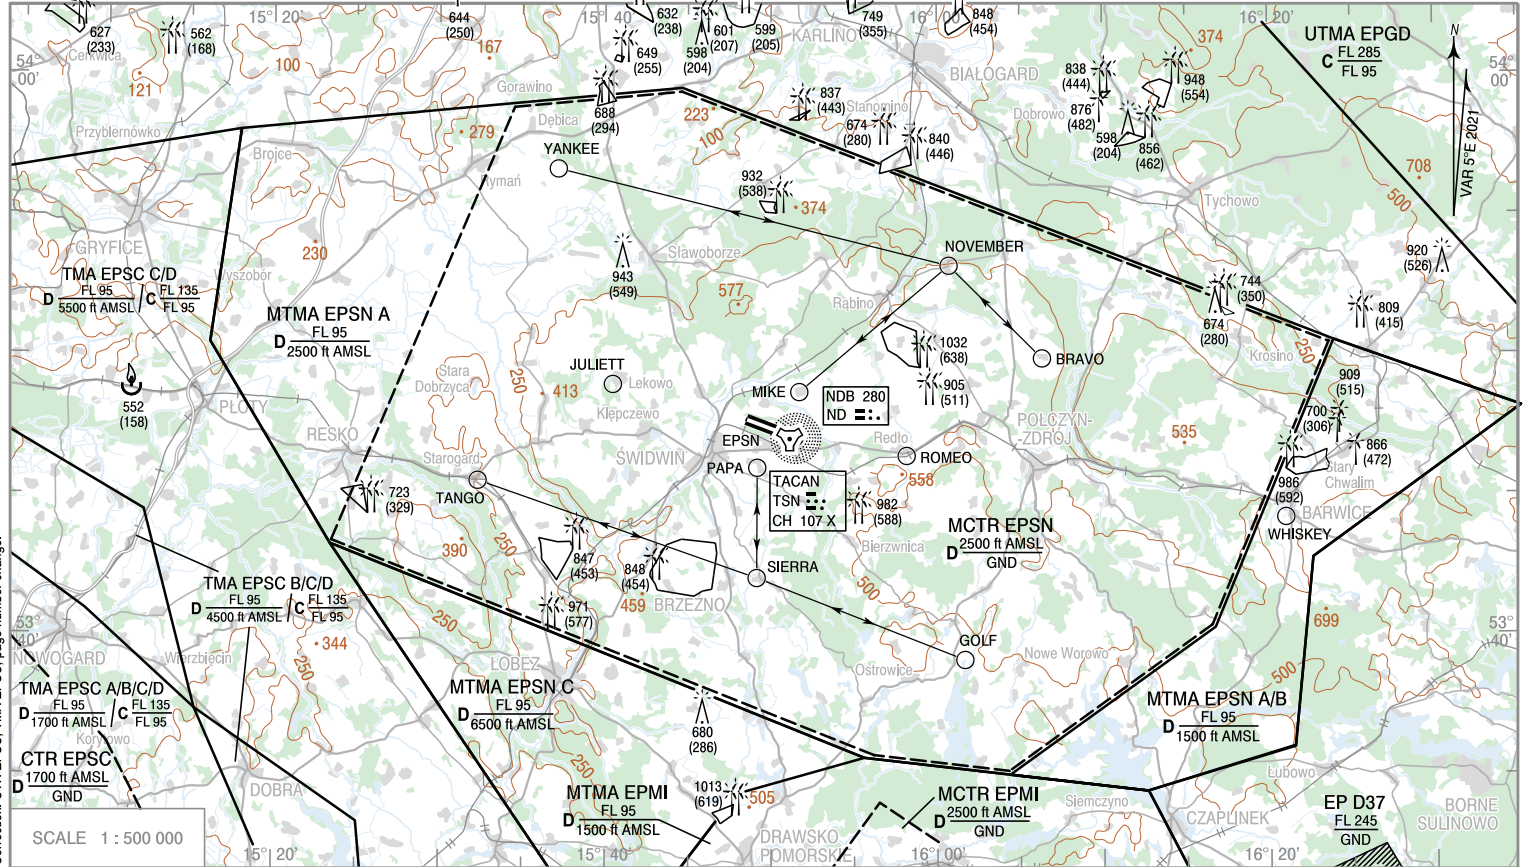 15°20'
15°40'
16°00'
16°20'
54°
00'
54°
00'
627
(233)
Cerkwica
562
(168)
121
100
644
(250)
167
Gorawino
632
(238)
649
(255)
601
(207)
598
(204)
599
(205)
749
(355)
KARLINO
848
(454)
BIAŁOGARD
838
(444)
876
(482)
374
948
(554)
UTMA EPGD
C FL 285
FL 95
N
VAR 5°E 2021
Przybiernówko
Brojce
279
Dębica
688
(294)
223
100
837
(443)
Stanomino
674
(280)
840
(446)
Dobrowo
598
(204)
856
(462)
708
500
Tychowo
YANKEE
Rymań
932
(538)
374
GRYFICE
230
Wyszobór
943
(549)
Sławoborze
577
NOVEMBER
Rąbino
920
(526)
TMA EPSC C/D
D FL 95 / C FL 135
5500 ft AMSL FL 95
MTMA EPSN A
D FL 95
2500 ft AMSL
744
(350)
674
(280)
809
(415)
Krosino
250
552
(158)
PŁOTY
Stara
Dobrzyca
250
413
JULIETT
Lekowo
Klępczewo
MIKE
NDB 280
ND
1032
(638)
905
(511)
BRAVO
909
(515)
700
(306)
866
(472)
RESKO
Starogard
ŚWIDWIN
EPSN
PAPA
Redło
ROMEO
558
POŁCZYN-
-ZDRÓJ
535
Stary
Chwalim
986
(592)
BARWICE
WHISKEY
723
(329)
TANGO
TACAN
TSN
CH 107 X
982
(588)
Bierzwnica
MCTR EPSN
D 2500 ft AMSL
GND
390
250
847
(453)
848
(454)
459
BRZEŻNO
SIERRA
500
971
(577)
250
TMA EPSC B/C/D
D FL 95 / C FL 135
4500 ft AMSL FL 95
53°
40'
53°
40'
344
250
NOWOGARD
Wierzbięcin
699
500
GOLF
Ostrowice
Nowe Worowo
ŁOBEZ
TMA EPSC A/B/C/D
D FL 95 / C FL 135
1700 ft AMSL FL 95
Korytowo
CTR EPSC
D 1700 ft AMSL
GND
MTMA EPSN C
D FL 95
6500 ft AMSL
680
(286)
MTMA EPSN A/B
D FL 95
1500 ft AMSL
250
DOBRA
MTMA EPMI
D FL 95
1500 ft AMSL
1013
(619)
505
MCTR EPMI
D 2500 ft AMSL
GND
Siemczyno
Lubowo
CZAPLINEK
EP D37
FL 245
GND
BORNE
SULINOWO
SCALE 1 : 500 000
DRAWSKO
POMORSKIE
15°20'
15°40'
16°00'
16°20'